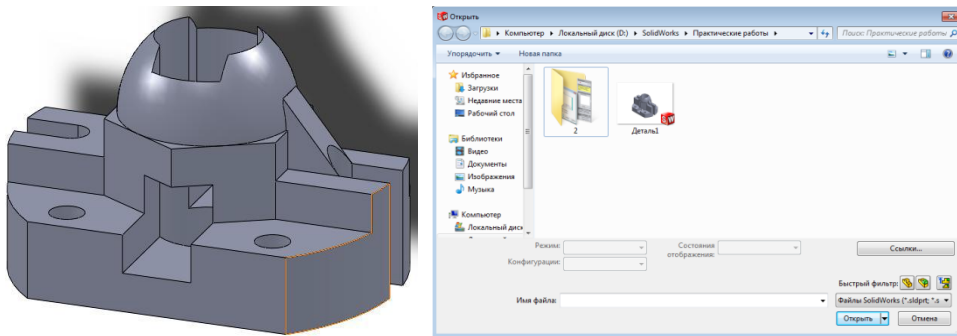 Открыть
Компьютер ▸ Локальный диск (D:) ▸ SolidWorks ▸ Практические работы ▸
Поиск: Практические работы
Упорядочить ▾ Новая папка
Избранное
Загрузки
Недавние места
Рабочий стол
Библиотеки
Видео
Документы
Изображения
Музыка
Компьютер
Локальный диск
2
Деталь1
Режим:
Состояния отображения:
Конфигурации:
Ссылки...
Быстрый фильтр:
Имя файла:
Файлы SolidWorks (*.sldprt; *.s
Открыть
Отмена